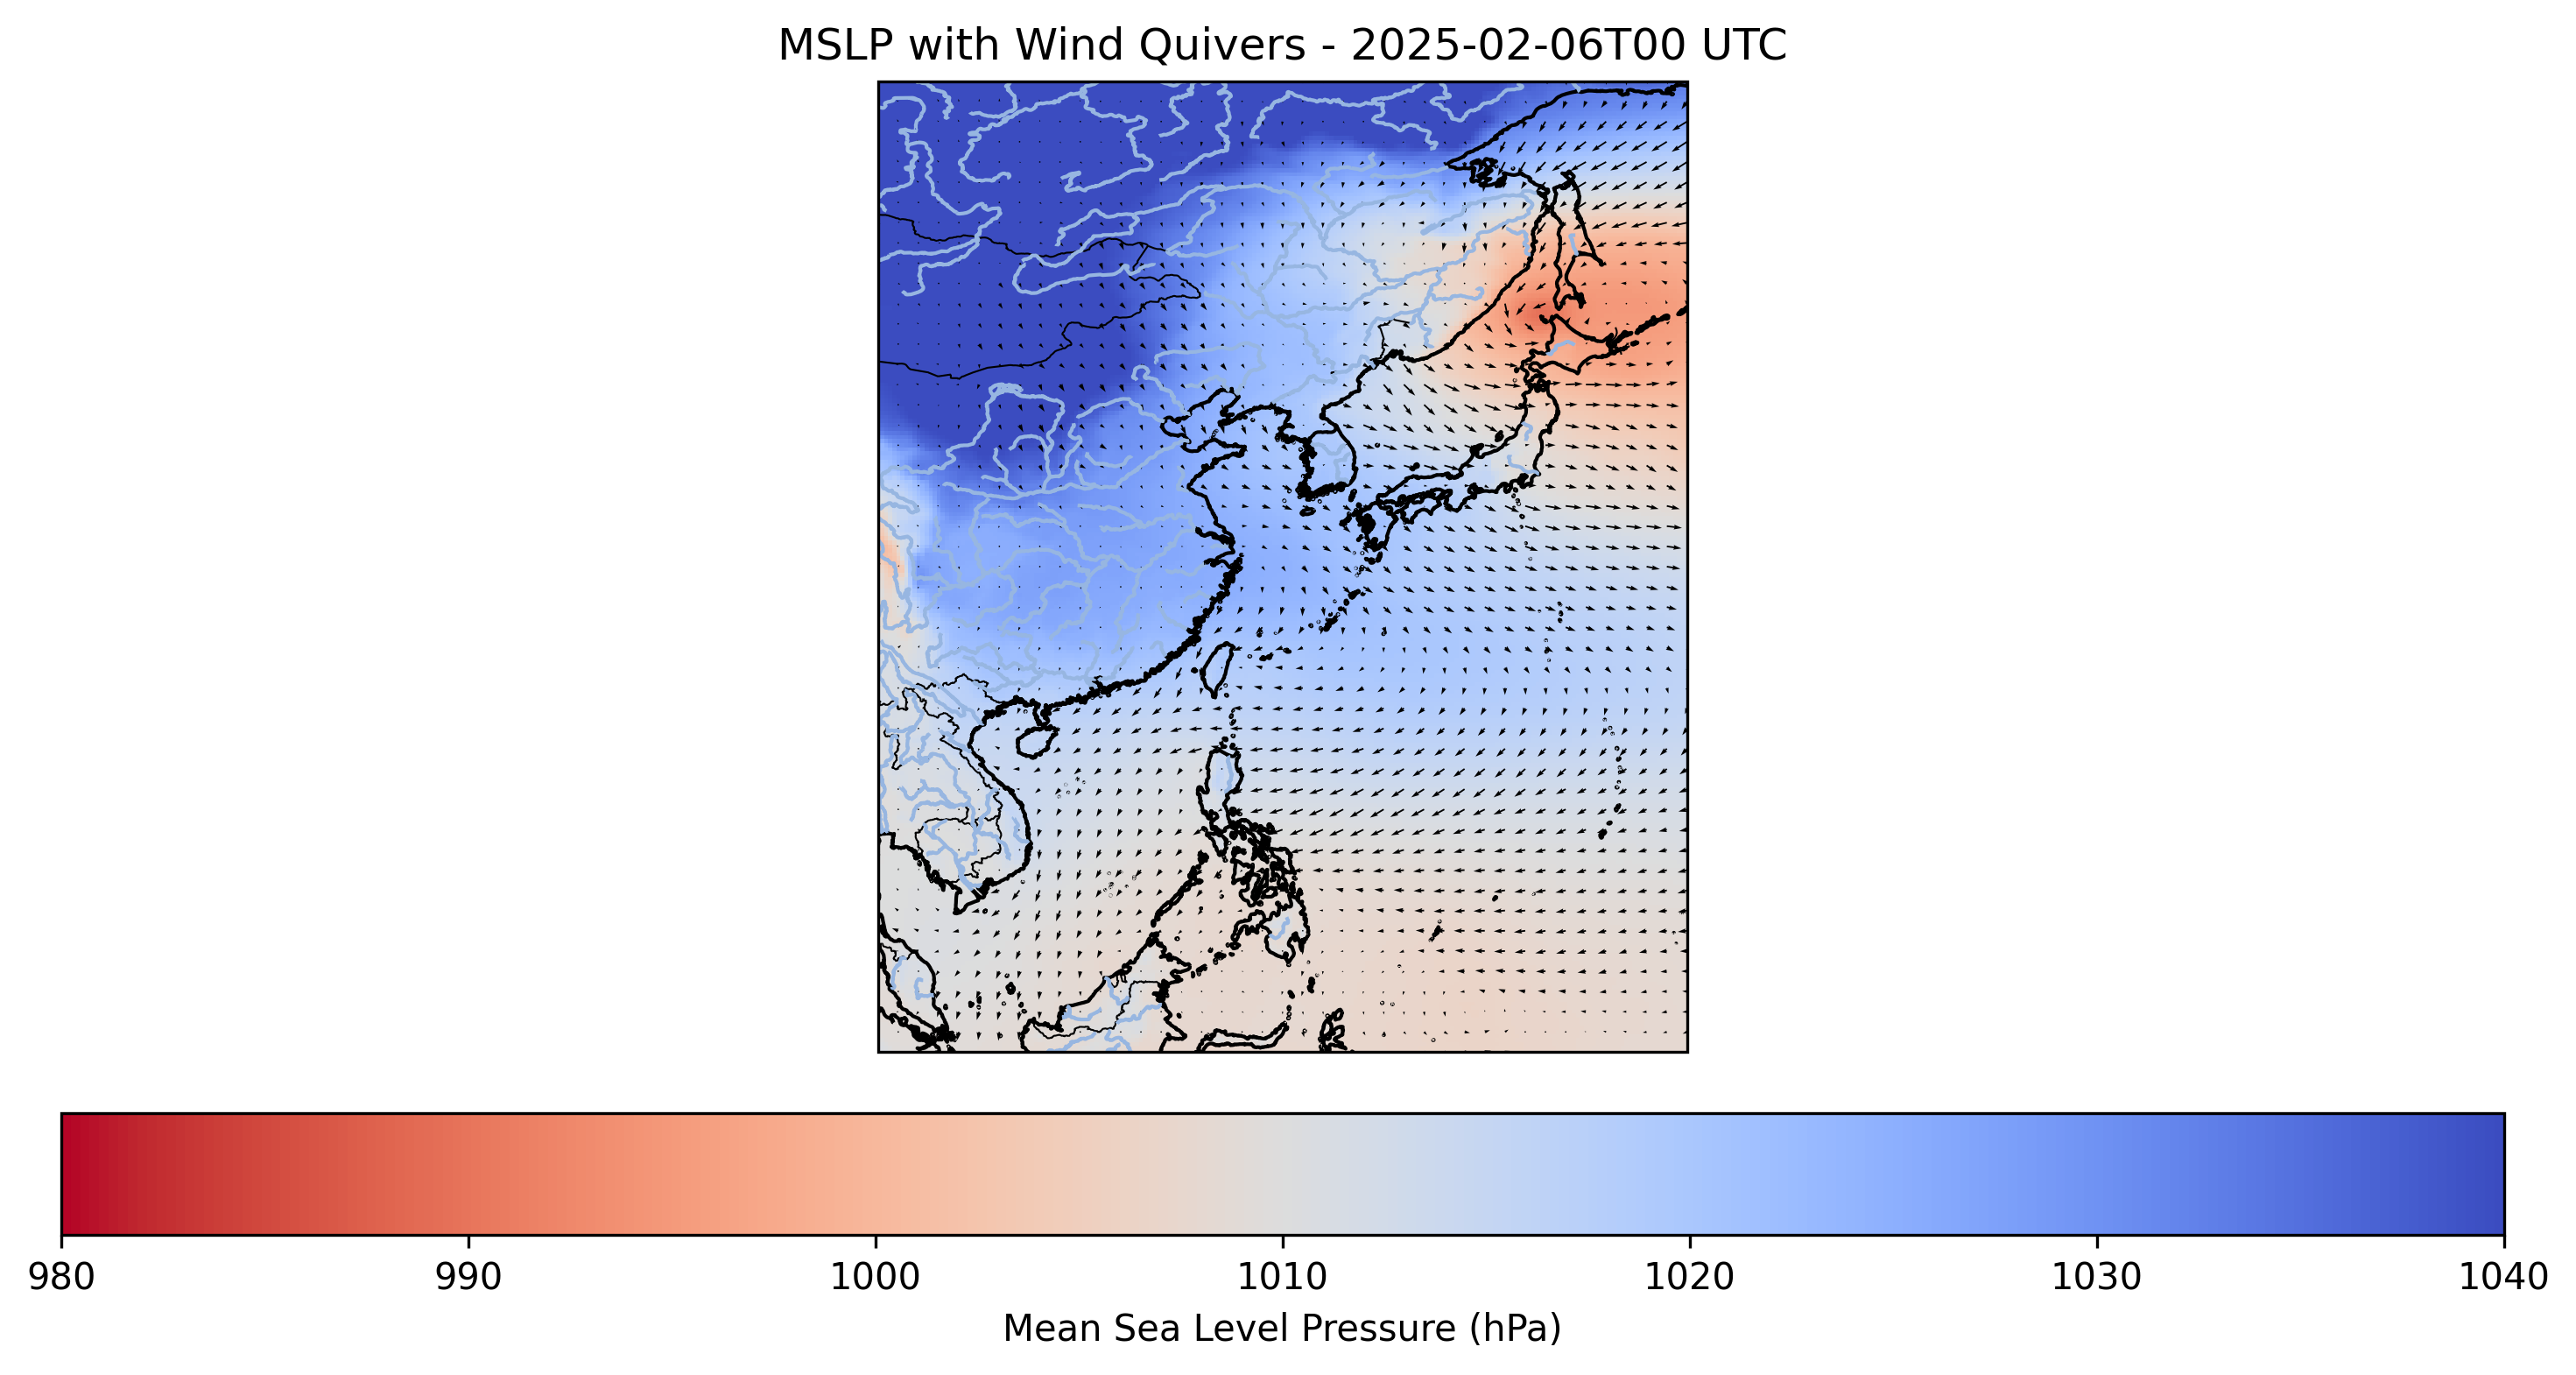 MSLP with Wind Quivers - 2025-02-06T00 UTC
980 990 1000 1010 1020 1030 1040
Mean Sea Level Pressure (hPa)